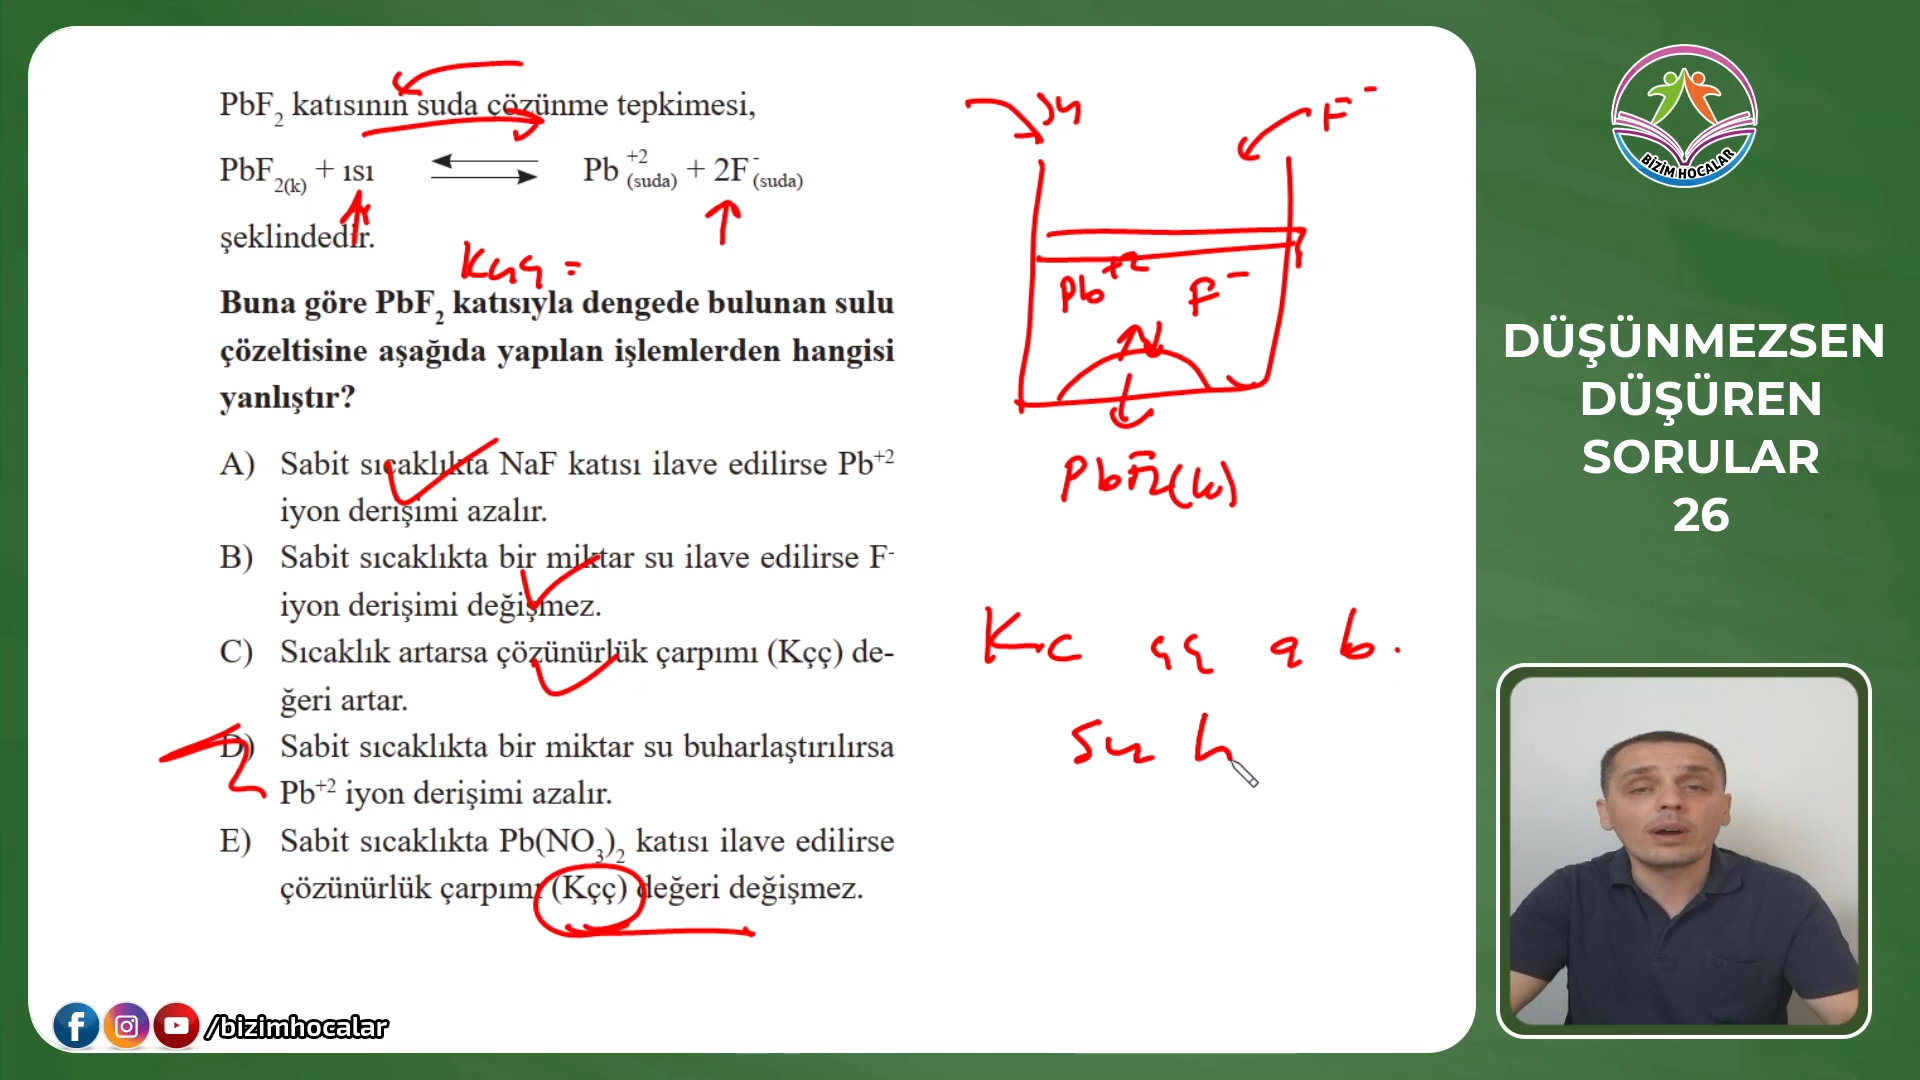 PbF2 katısının suda çözünme tepkimesi,
PbF2(k) + ısı ⇄ Pb+2(suda) + 2F-(suda)
şeklindedir.
Kçç =
Buna göre PbF2 katısıyla dengede bulunan sulu
çözeltisine aşağıda yapılan işlemlerden hangisi
yanlıştır?
A) Sabit sıcaklıkta NaF katısı ilave edilirse Pb+2
iyon derişimi azalır.
B) Sabit sıcaklıkta bir miktar su ilave edilirse F-
iyon derişimi değişmez.
C) Sıcaklık artarsa çözünürlük çarpımı (Kçç) de-
ğeri artar.
D) Sabit sıcaklıkta bir miktar su buharlaştırılırsa
Pb+2 iyon derişimi azalır.
E) Sabit sıcaklıkta Pb(NO3)2 katısı ilave edilirse
çözünürlük çarpımı (Kçç) değeri değişmez.
F-
Pb+2 F-
PbF2(k)
Kc çç a b.
su h
BİZİM HOCALAR
DÜŞÜNMEZSEN
DÜŞÜREN
SORULAR
26
/bizimhocalar